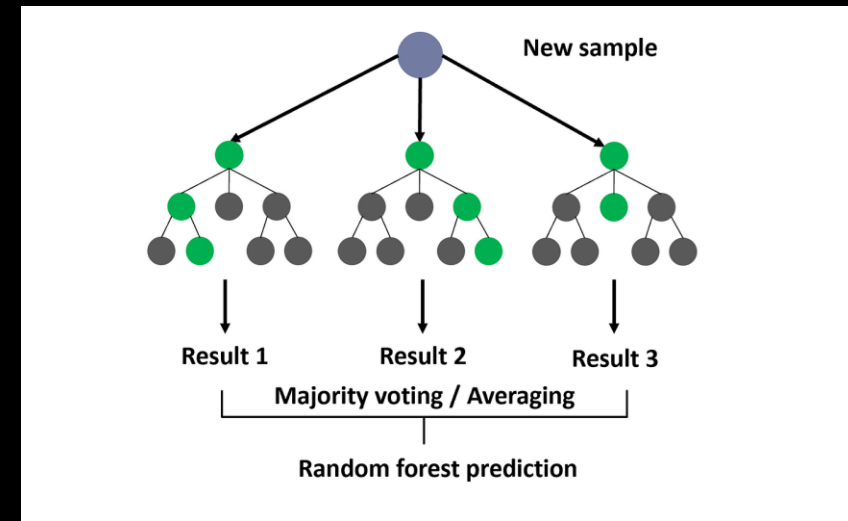 New sample
Result 1
Result 2
Result 3
Majority voting / Averaging
Random forest prediction